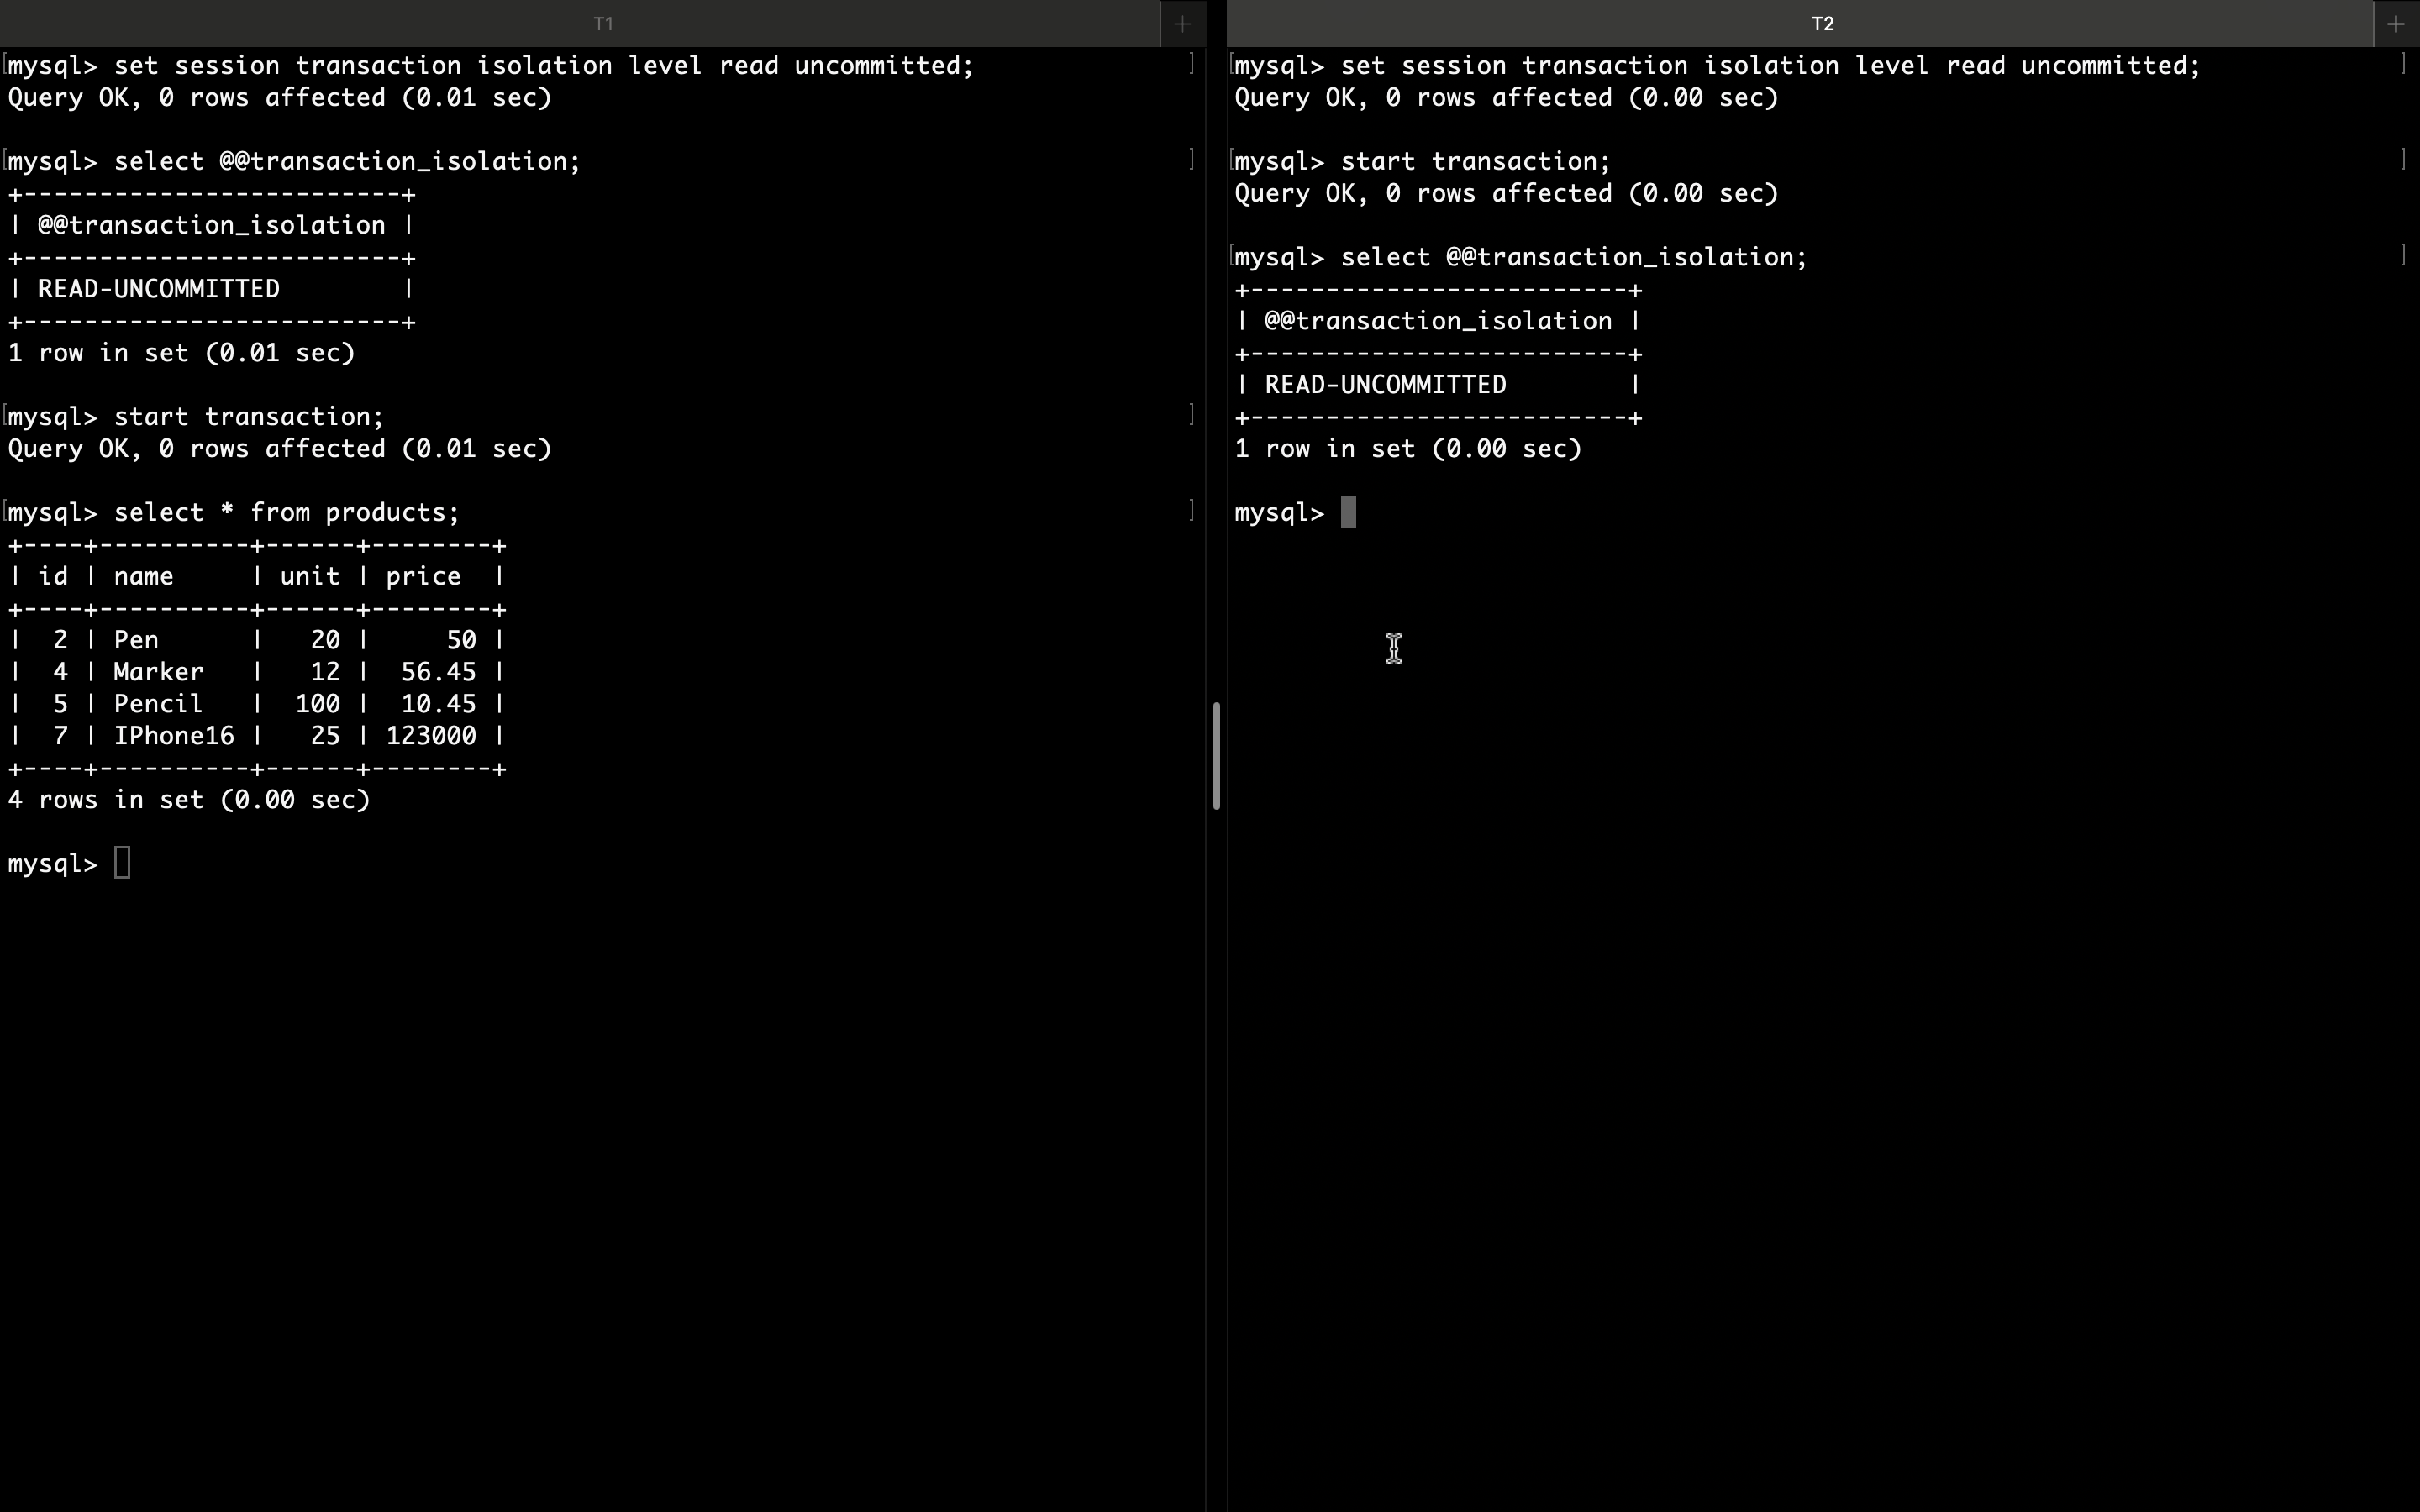 T1
+
[mysql> set session transaction isolation level read uncommitted; ]
Query OK, 0 rows affected (0.01 sec)
[mysql> select @@transaction_isolation; ]
+-------------------------+
| @@transaction_isolation |
+-------------------------+
| READ-UNCOMMITTED        |
+-------------------------+
1 row in set (0.01 sec)
[mysql> start transaction; ]
Query OK, 0 rows affected (0.01 sec)
[mysql> select * from products; ]
+----+----------+------+--------+
| id | name     | unit | price  |
+----+----------+------+--------+
|  2 | Pen      |   20 |     50 |
|  4 | Marker   |   12 |  56.45 |
|  5 | Pencil   |  100 |  10.45 |
|  7 | IPhone16 |   25 | 123000 |
+----+----------+------+--------+
4 rows in set (0.00 sec)
mysql>
T2
+
[mysql> set session transaction isolation level read uncommitted; ]
Query OK, 0 rows affected (0.00 sec)
[mysql> start transaction; ]
Query OK, 0 rows affected (0.00 sec)
[mysql> select @@transaction_isolation; ]
+-------------------------+
| @@transaction_isolation |
+-------------------------+
| READ-UNCOMMITTED        |
+-------------------------+
1 row in set (0.00 sec)
mysql>